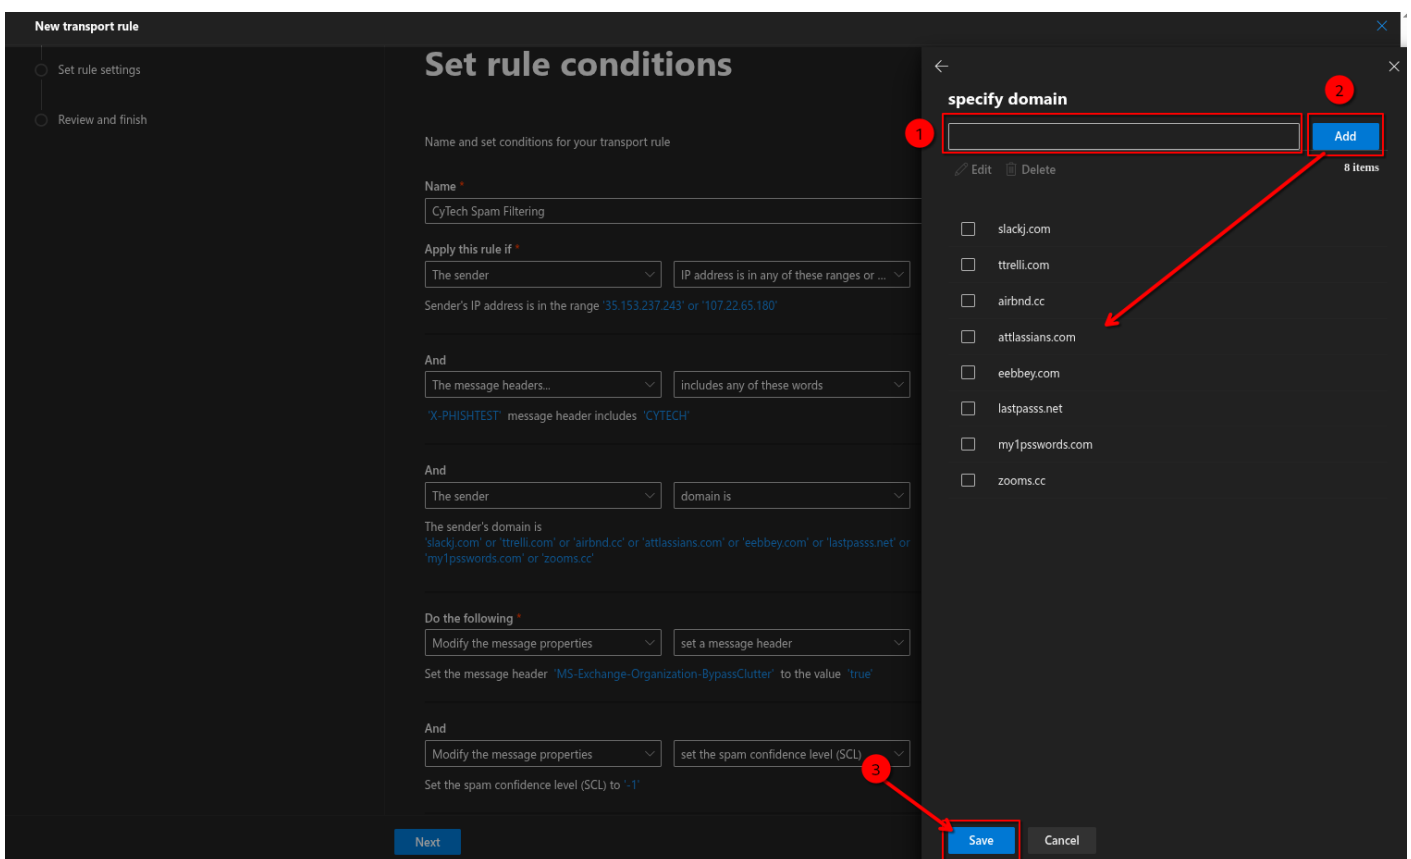 New transport rule
Set rule settings
Review and finish
Set rule conditions
Name and set conditions for your transport rule
Name *
CyTech Spam Filtering
Apply this rule if *
The sender
IP address is in any of these ranges or ...
Sender's IP address is in the range '35.153.237.243' or '107.22.65.180'
And
The message headers...
includes any of these words
'X-PHISHTEST' message header includes 'CYTECH'
And
The sender
domain is
The sender's domain is
'slackj.com' or 'ttrelli.com' or 'airbnd.cc' or 'attlassians.com' or 'eebbey.com' or 'lastpasss.net' or
'my1psswords.com' or 'zooms.cc'
Do the following *
Modify the message properties
set a message header
Set the message header 'MS-Exchange-Organization-BypassClutter' to the value 'true'
And
Modify the message properties
set the spam confidence level (SCL)
Set the spam confidence level (SCL) to '-1'
Next
specify domain
1
2
Add
Edit
Delete
8 items
slackj.com
ttrelli.com
airbnd.cc
attlassians.com
eebbey.com
lastpasss.net
my1psswords.com
zooms.cc
3
Save
Cancel